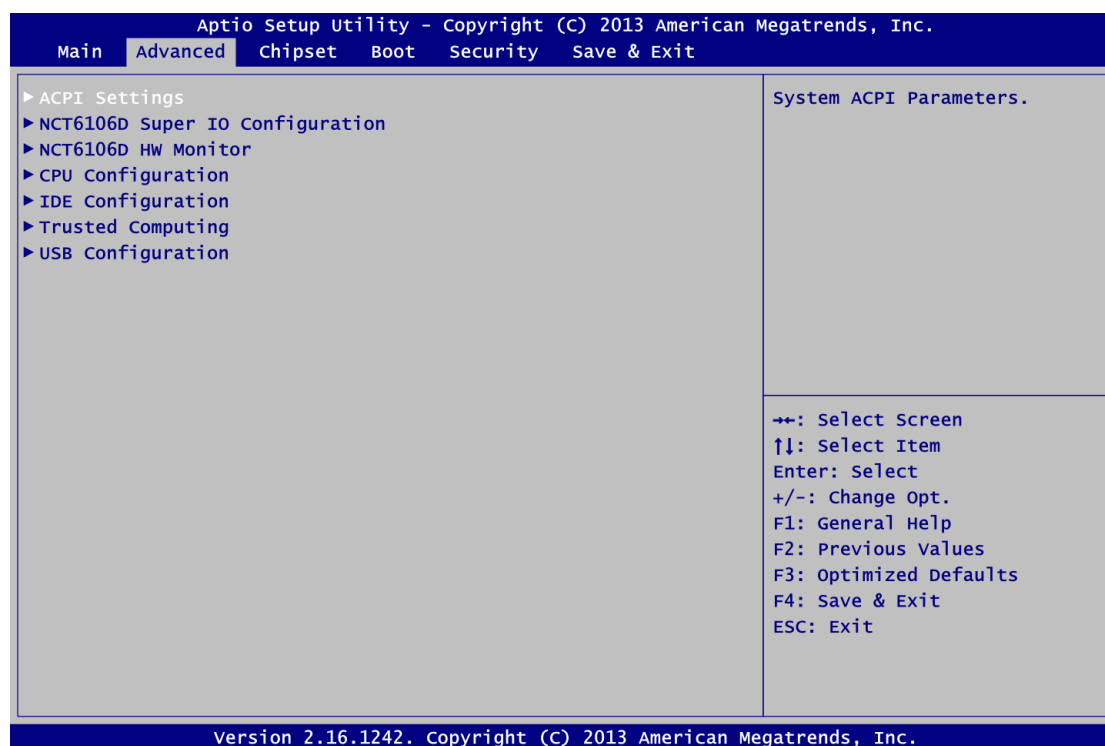 Aptio Setup Utility - Copyright (C) 2013 American Megatrends, Inc.
Main Advanced Chipset Boot Security Save & Exit
▶ ACPI Settings
▶ NCT6106D Super IO Configuration
▶ NCT6106D HW Monitor
▶ CPU Configuration
▶ IDE Configuration
▶ Trusted Computing
▶ USB Configuration
System ACPI Parameters.
→←: Select Screen
↑↓: Select Item
Enter: Select
+/-: Change Opt.
F1: General Help
F2: Previous Values
F3: Optimized Defaults
F4: Save & Exit
ESC: Exit
Version 2.16.1242. Copyright (C) 2013 American Megatrends, Inc.